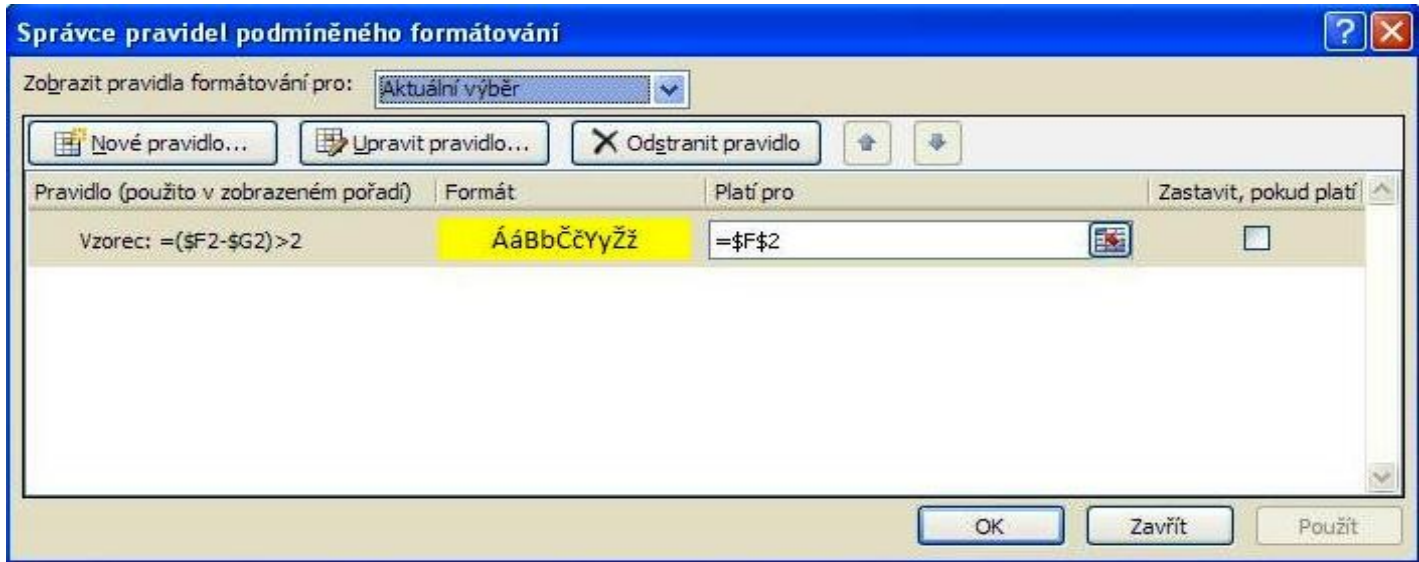 Správce pravidel podmíněného formátování
Zobrazit pravidla formátování pro: Aktuální výběr
Nové pravidlo... Upravit pravidlo... Odstranit pravidlo
Pravidlo (použito v zobrazeném pořadí) Formát Platí pro Zastavit, pokud platí
Vzorec: =($F2-$G2)>2 ÁáBbČčYyŽž =$F$2
OK Zavřít Použít